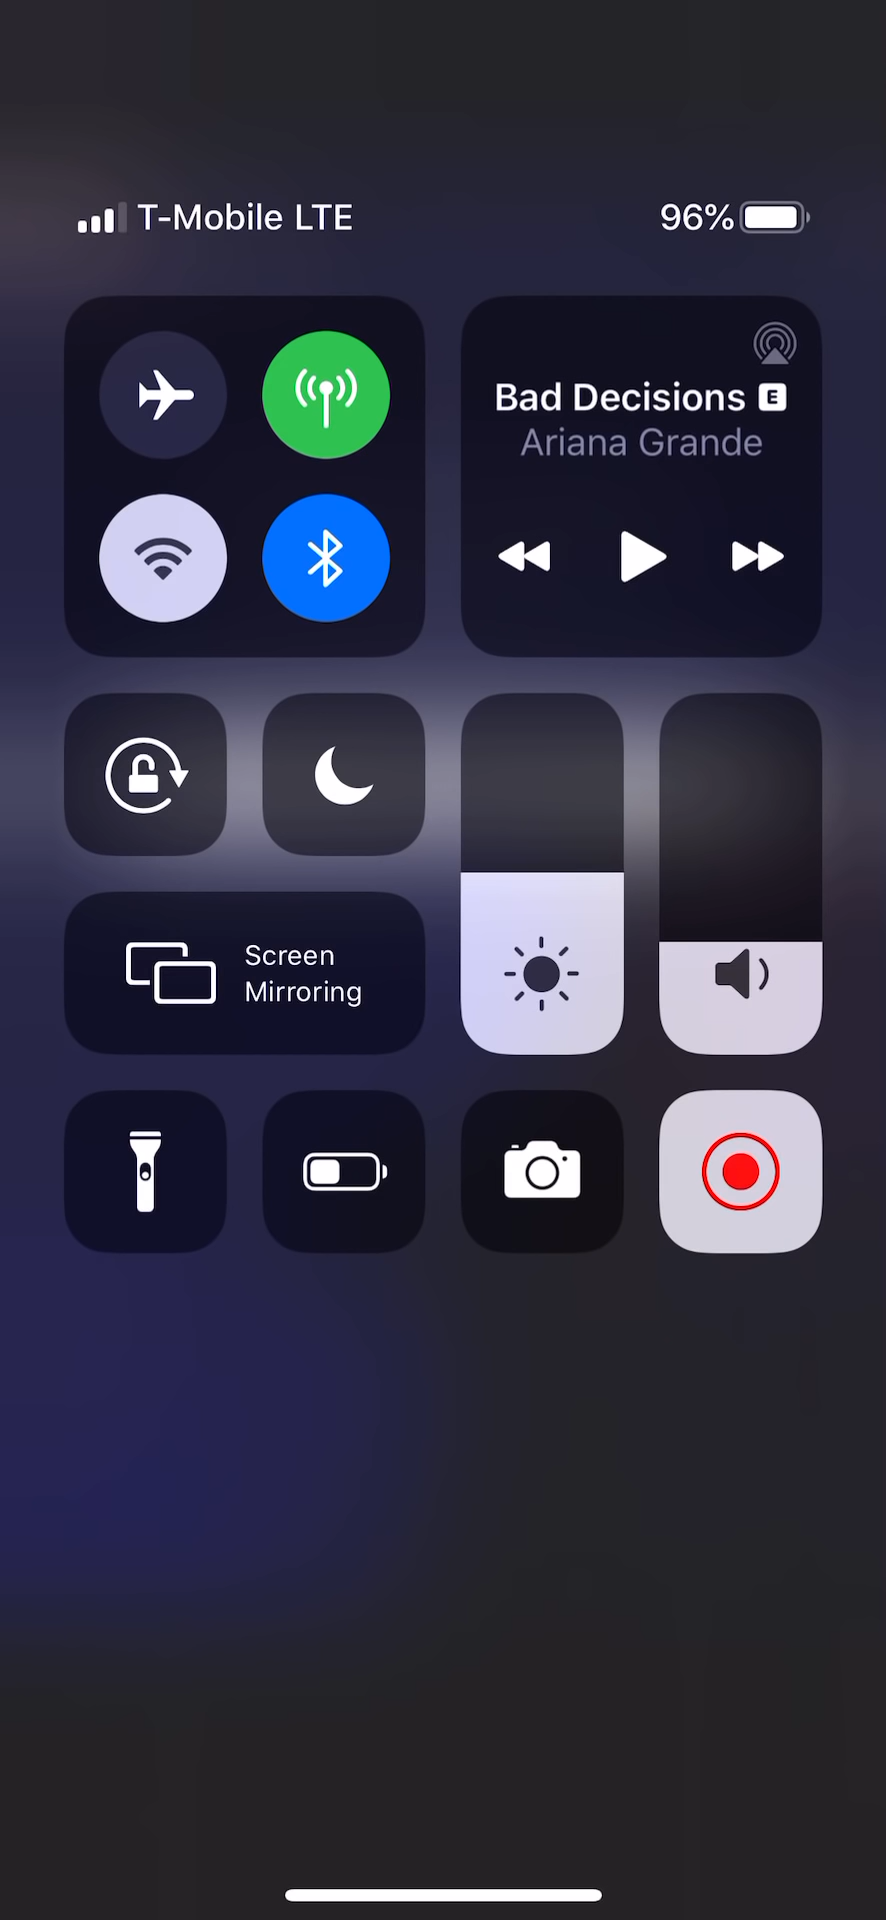 T-Mobile LTE
96%
Bad Decisions E
Ariana Grande
Screen
Mirroring